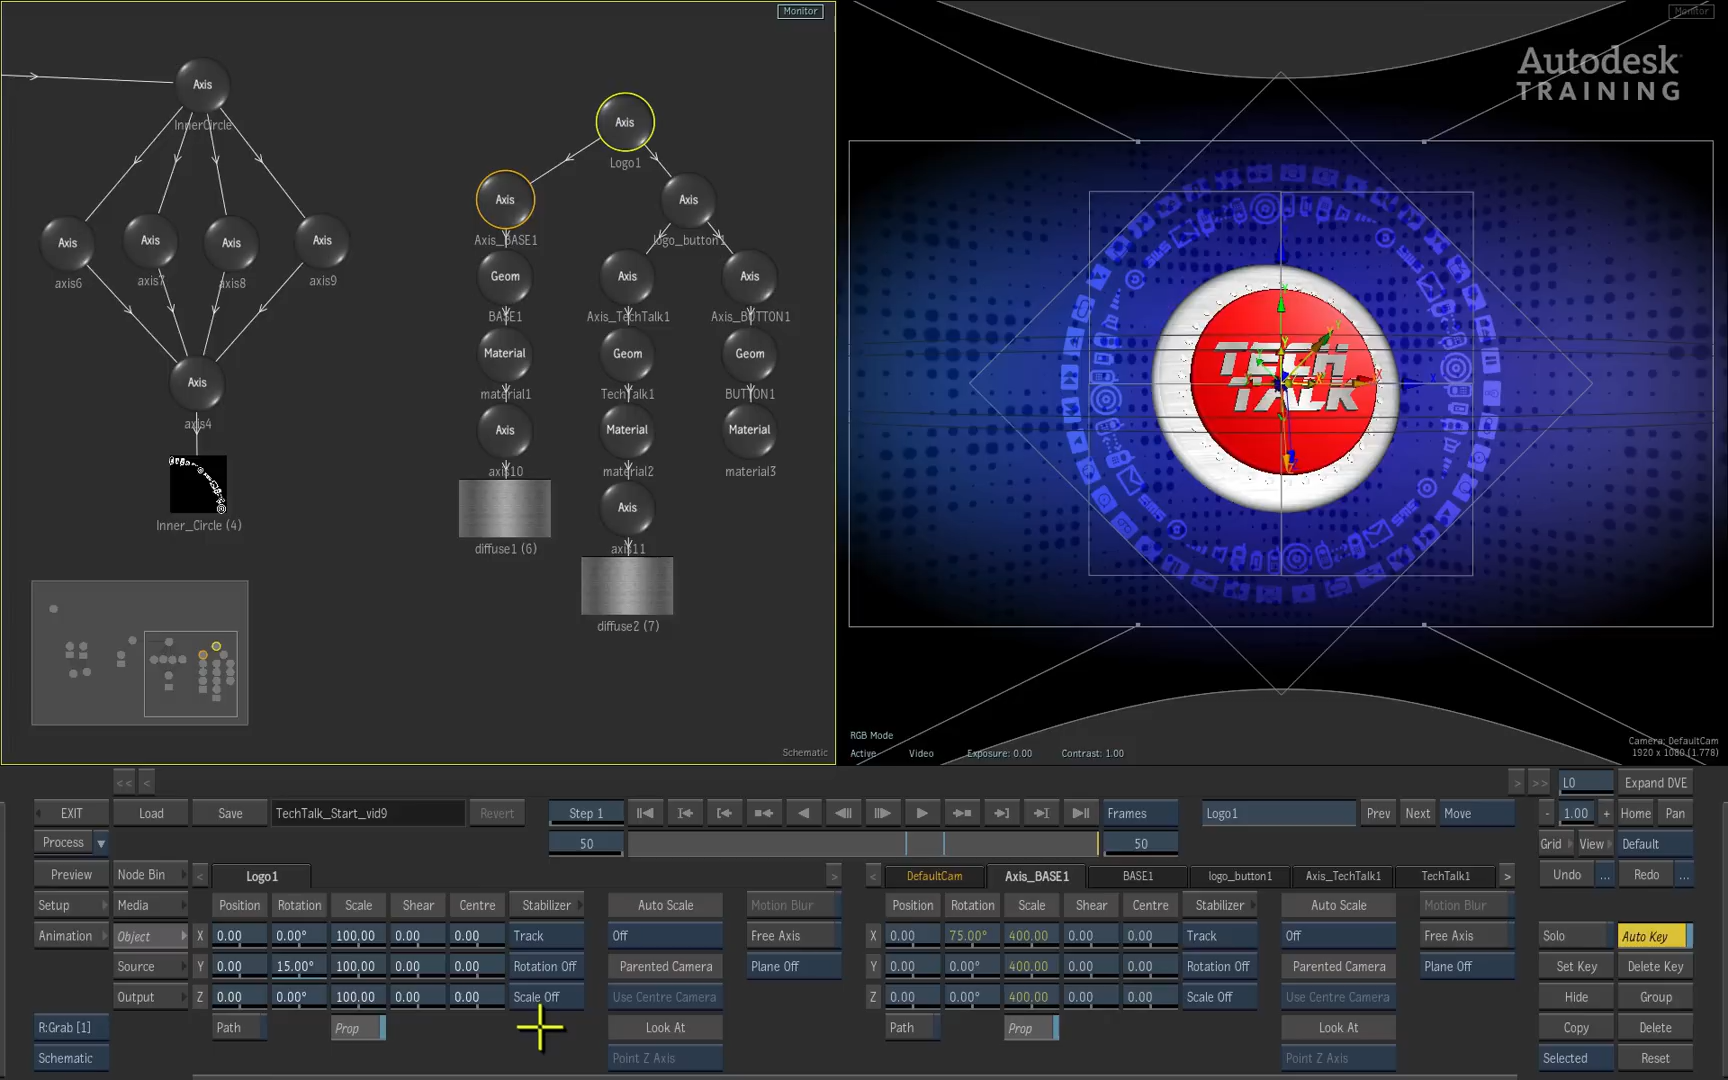 Monitor
Monitor
Autodesk
TRAINING
Axis
InnerCircle
Axis
Logo1
Axis
Axis_BASE1
Axis
logo_button1
Axis
axis6
Axis
axis7
Axis
axis8
Axis
axis9
Geom
BASE1
Axis
Axis_TechTalk1
Axis
Axis_BUTTON1
Axis
axis4
Material
material1
Geom
TechTalk1
Geom
BUTTON1
Axis
axis10
Material
material2
Material
material3
Inner_Circle (4)
diffuse1 (6)
Axis
axis11
diffuse2 (7)
TECH
TALK
SMS
SMS
SMS
SMS
Schematic
RGB Mode
Active Video Exposure: 0.00 Contrast: 1.00
Camera: DefaultCam
1920 x 1080 (1.778)
<< < > >> L0 Expand DVE
EXIT Load Save TechTalk_Start_vid9 Revert Step 1 Frames Logo1 Prev Next Move - 1.00 + Home Pan
Process 50 50 Grid View Default
Preview Node Bin < Logo1 > < DefaultCam Axis_BASE1 BASE1 logo_button1 Axis_TechTalk1 TechTalk1 > Undo ... Redo ...
Setup Media Position Rotation Scale Shear Centre Stabilizer Auto Scale Motion Blur Position Rotation Scale Shear Centre Stabilizer Auto Scale Motion Blur
Animation Object X 0.00 0.00° 100.00 0.00 0.00 Track Off Free Axis X 0.00 75.00° 400.00 0.00 0.00 Track Off Free Axis Solo Auto Key
Source Y 0.00 15.00° 100.00 0.00 0.00 Rotation Off Parented Camera Plane Off Y 0.00 0.00° 400.00 0.00 0.00 Rotation Off Parented Camera Plane Off Set Key Delete Key
Output Z 0.00 0.00° 100.00 0.00 0.00 Scale Off Use Centre Camera Z 0.00 0.00° 400.00 0.00 0.00 Scale Off Use Centre Camera Hide Group
R:Grab [1] Path Prop Look At Path Prop Look At Copy Delete
Schematic Point Z Axis Point Z Axis Selected Reset